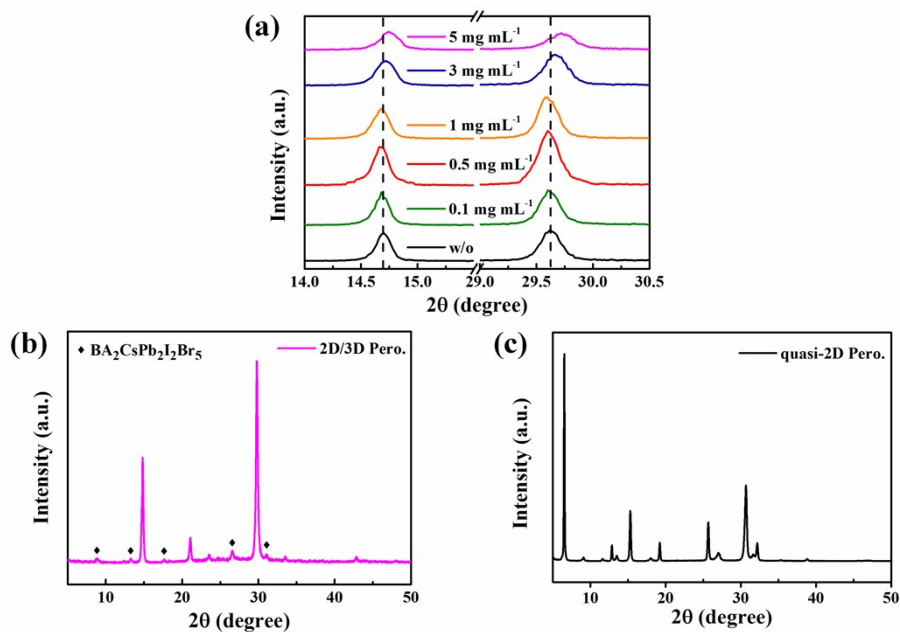 (a)
5 mg mL⁻¹
3 mg mL⁻¹
1 mg mL⁻¹
0.5 mg mL⁻¹
0.1 mg mL⁻¹
w/o
Intensity (a.u.)
14.0 14.5 15.0 29.0 29.5 30.0 30.5
2θ (degree)
(b)
♦ BA₂CsPb₂I₂Br₅
2D/3D Pero.
Intensity (a.u.)
10 20 30 40 50
2θ (degree)
(c)
quasi-2D Pero.
Intensity (a.u.)
10 20 30 40 50
2θ (degree)